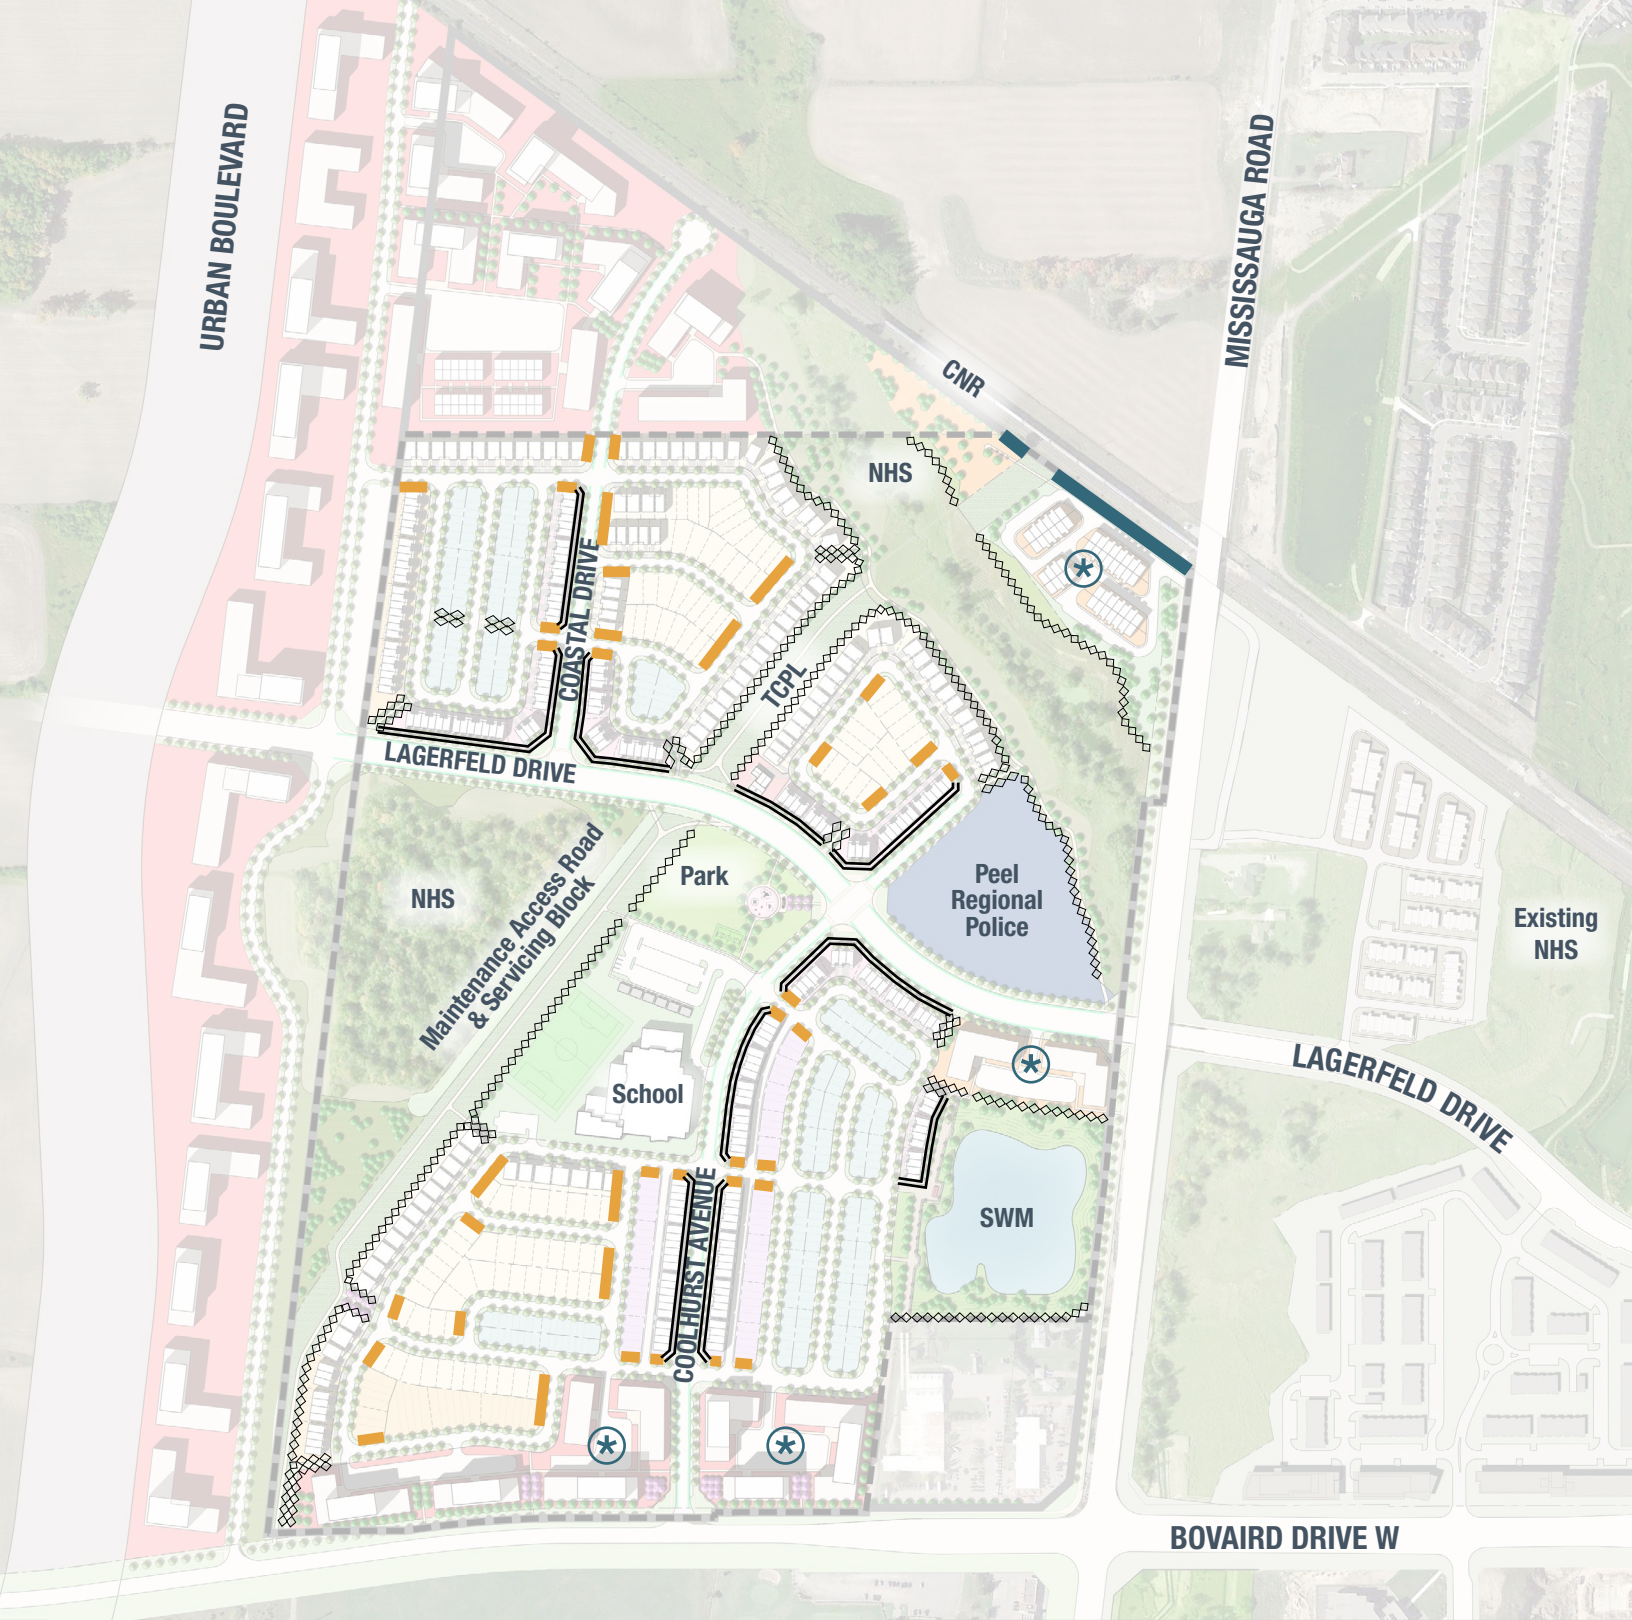 URBAN BOULEVARD
MISSISSAUGA ROAD
CNR
NHS
COASTAL DRIVE
TCPL
LAGERFELD DRIVE
Maintenance Access Road
& Servicing Block
NHS
Park
Peel
Regional
Police
Existing
NHS
School
LAGERFELD DRIVE
SWM
COOLHURST AVENUE
BOVAIRD DRIVE W